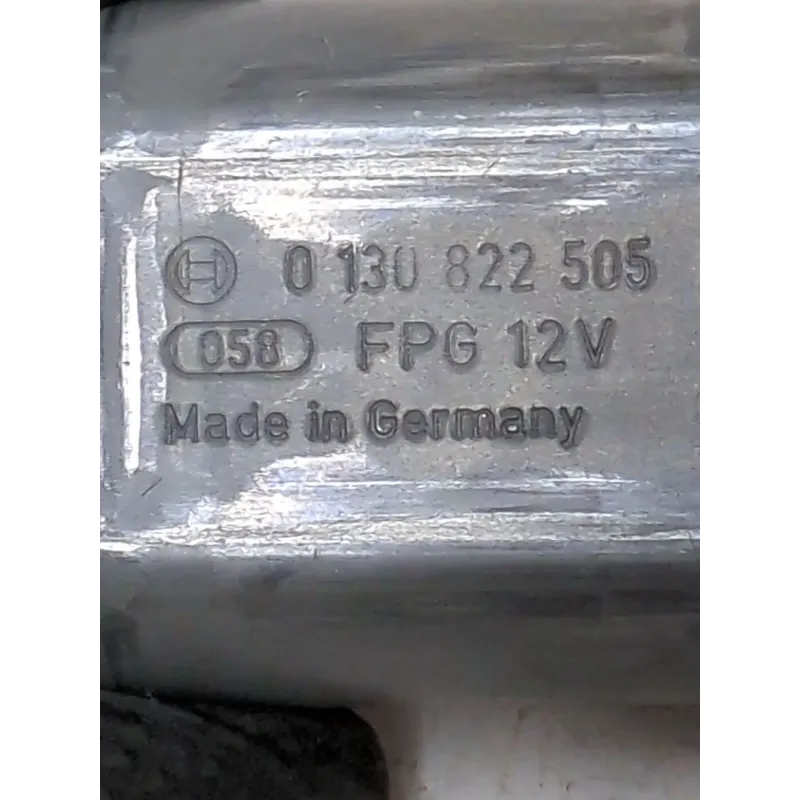 0 130 822 505
058 FPG 12V
Made in Germany